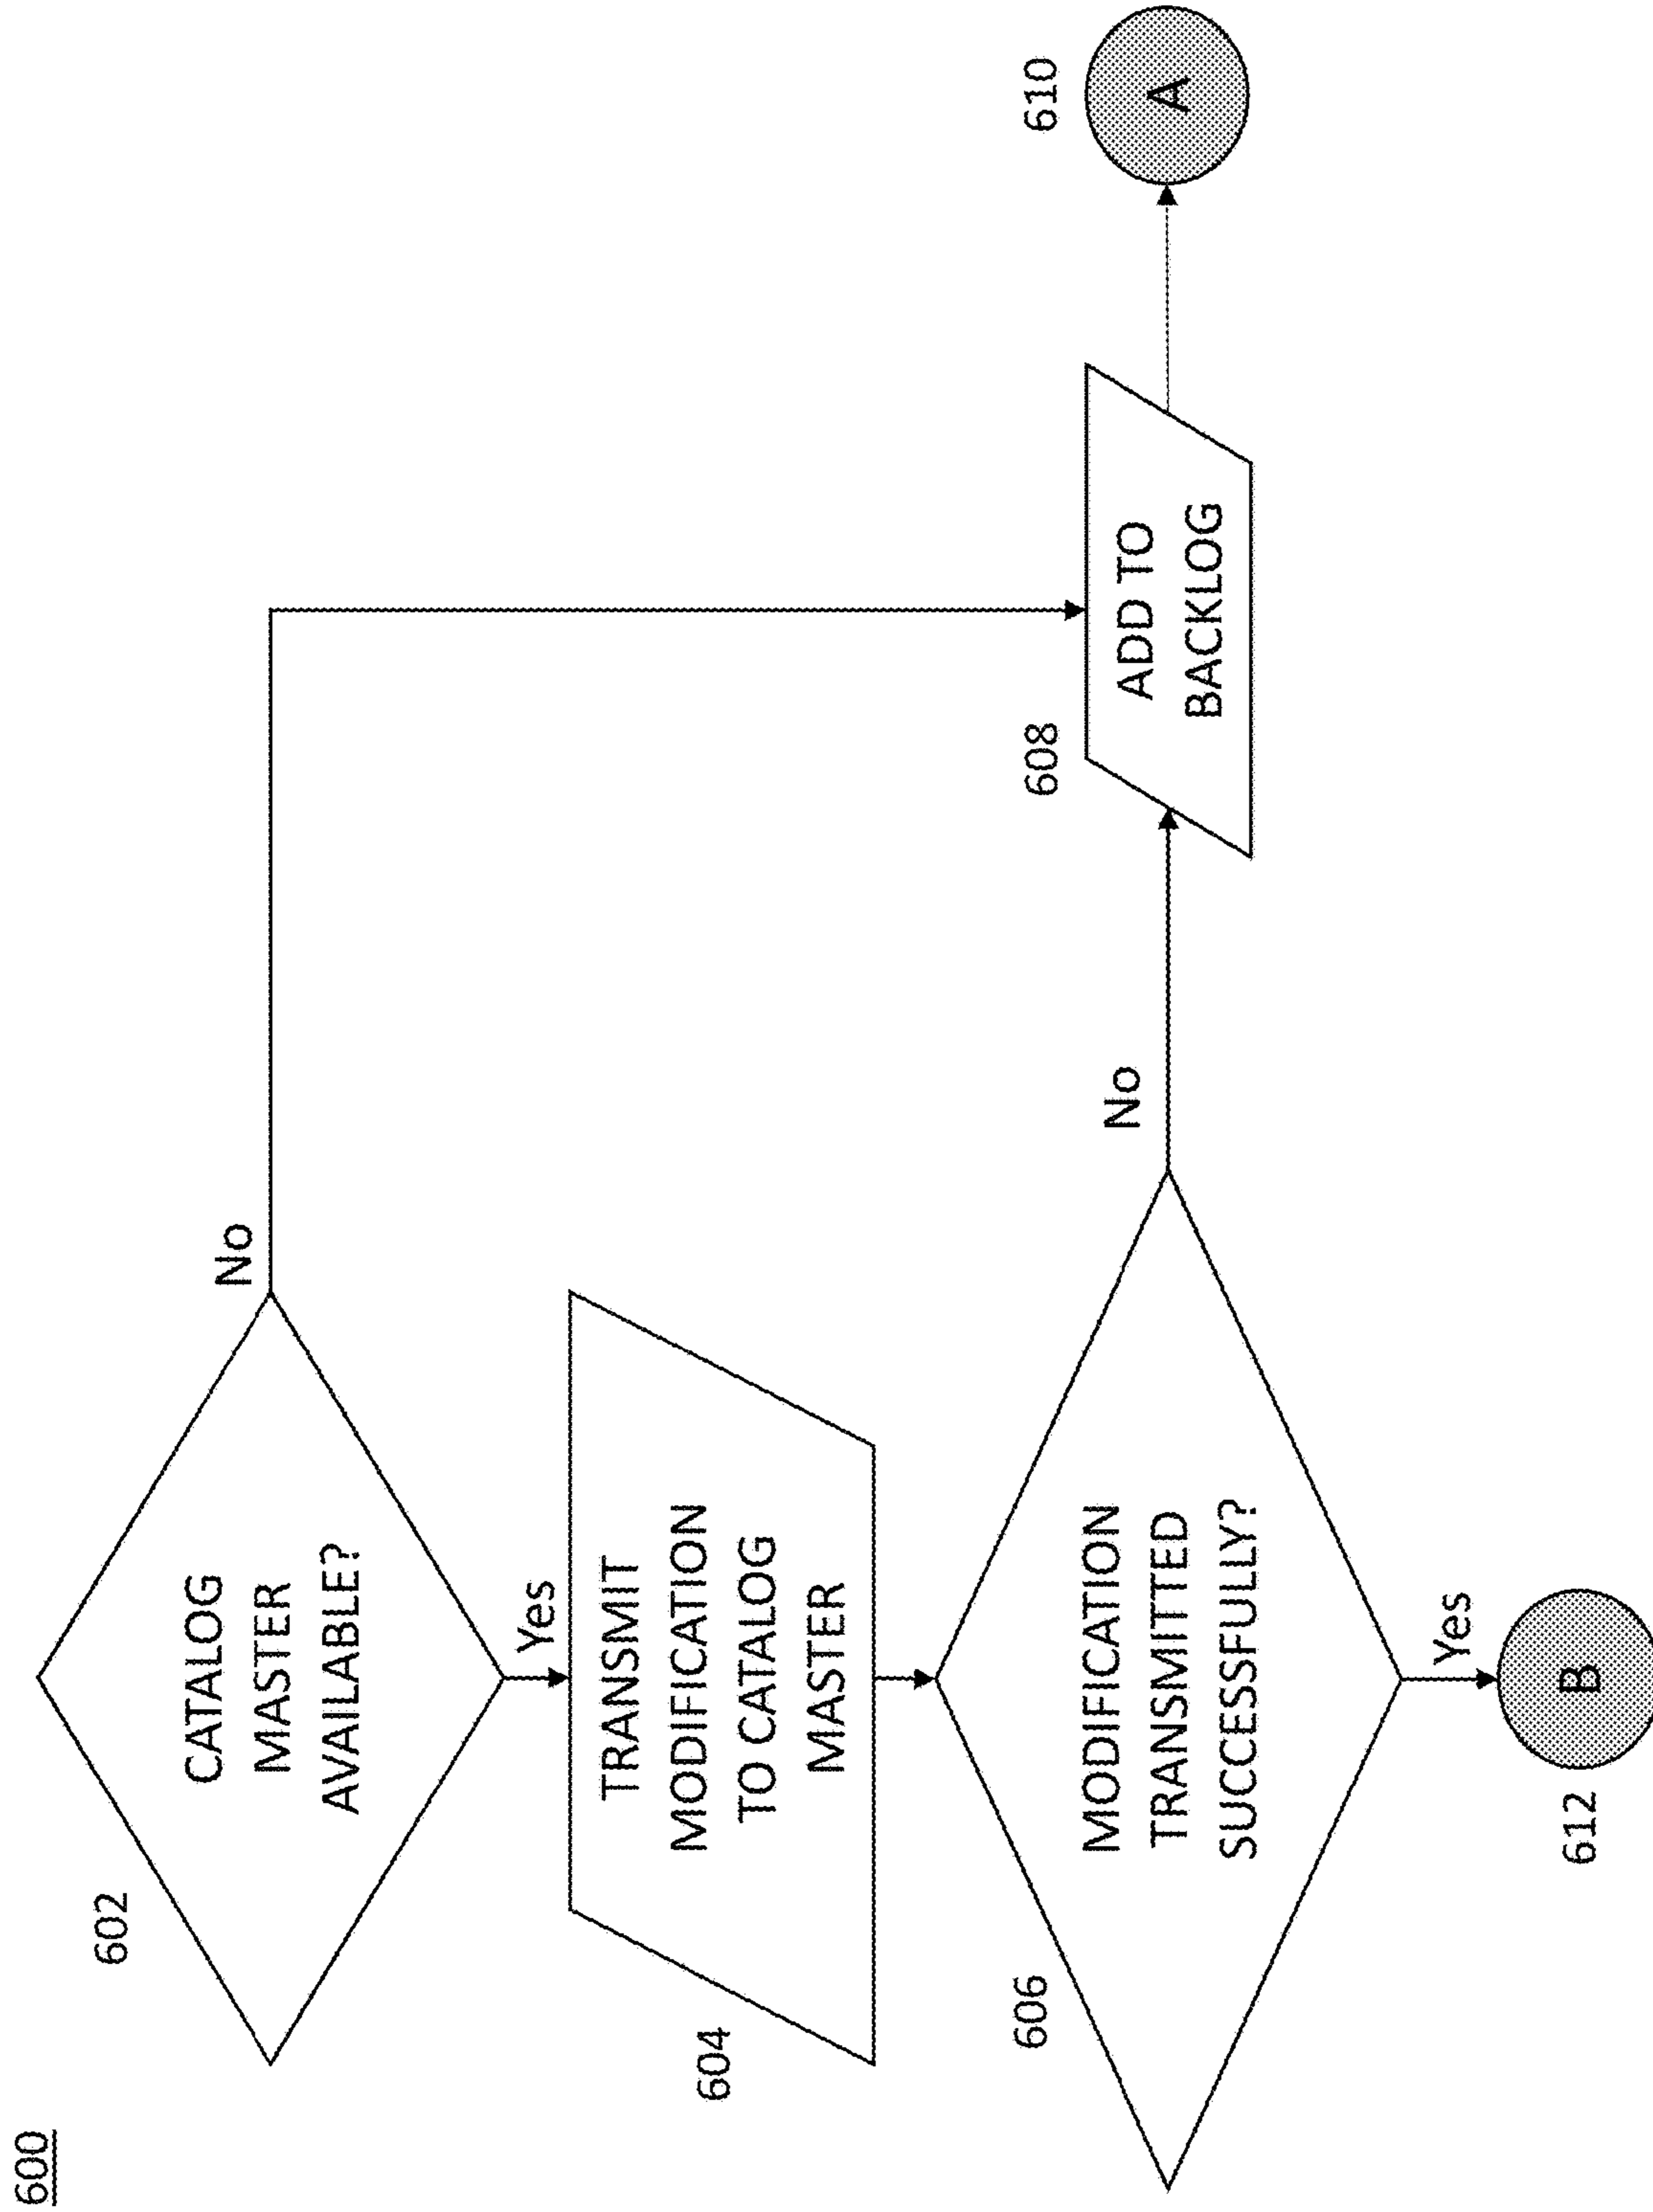 600
602
CATALOG
MASTER
AVAILABLE?
No
Yes
604
TRANSMIT
MODIFICATION
TO CATALOG
MASTER
606
MODIFICATION
TRANSMITTED
SUCCESSFULLY?
No
608
ADD TO
BACKLOG
610
A
Yes
612
B